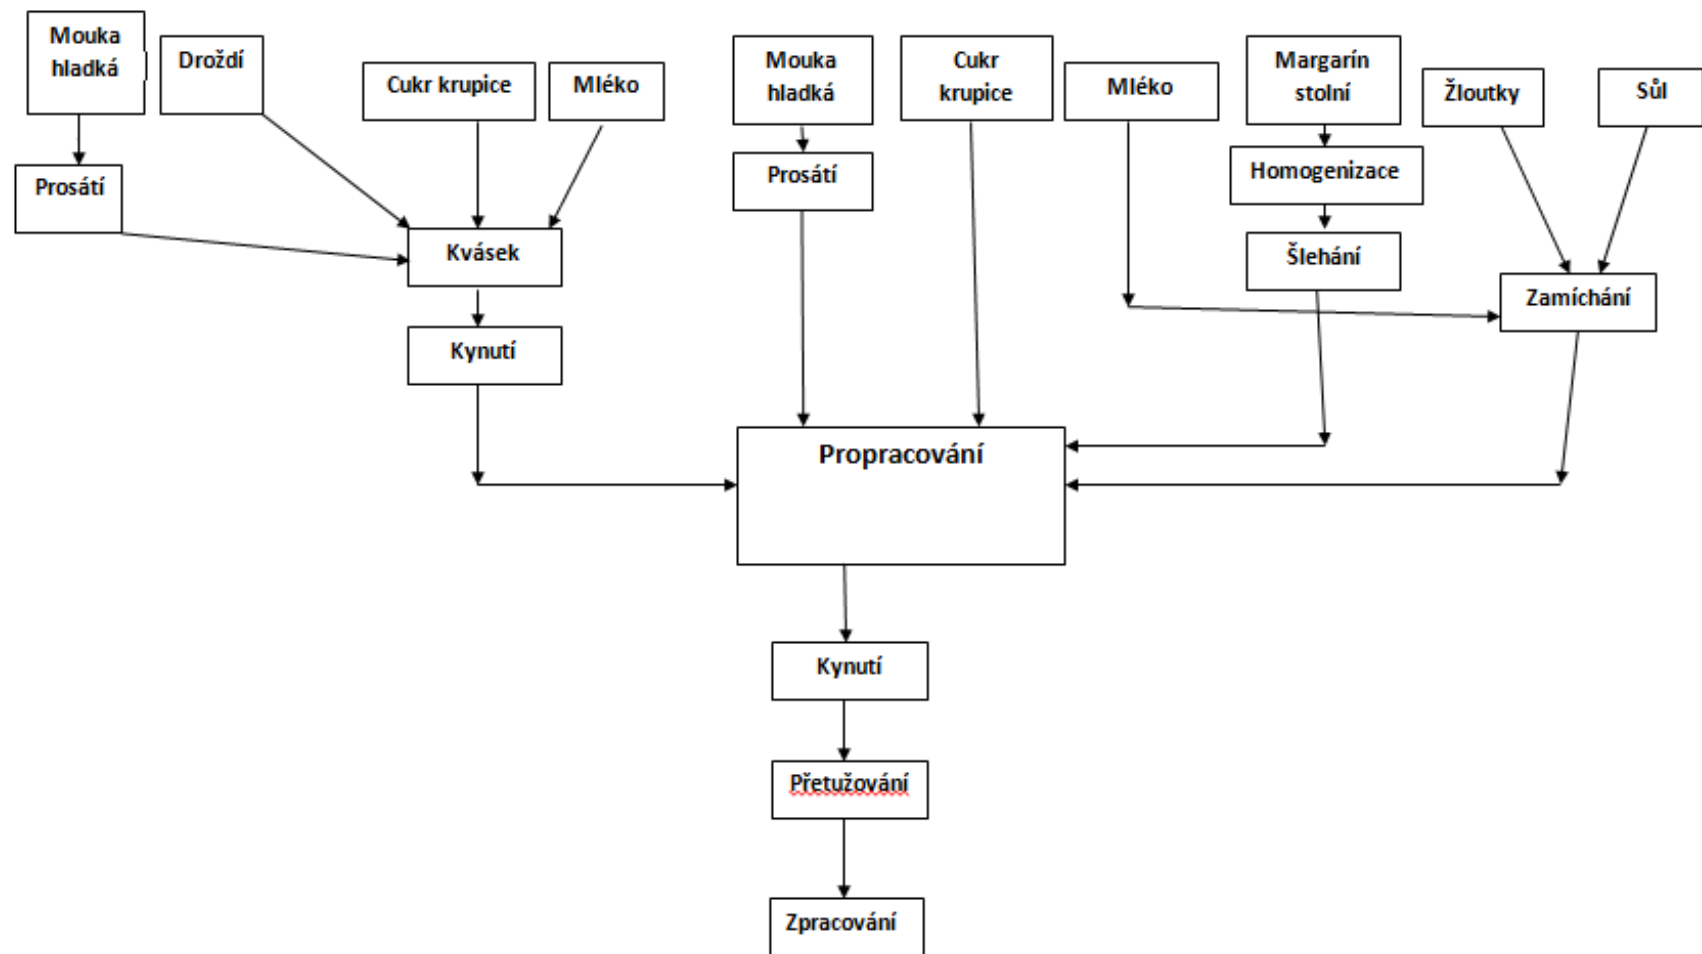 Mouka
hladká
Droždí
Cukr krupice
Mléko
Mouka
hladká
Cukr
krupice
Mléko
Margarín
stolní
Žloutky
Sůl
Prosátí
Prosátí
Homogenizace
Kvásek
Šlehání
Zamíchání
Kynutí
Propracování
Kynutí
Přetužování
Zpracování